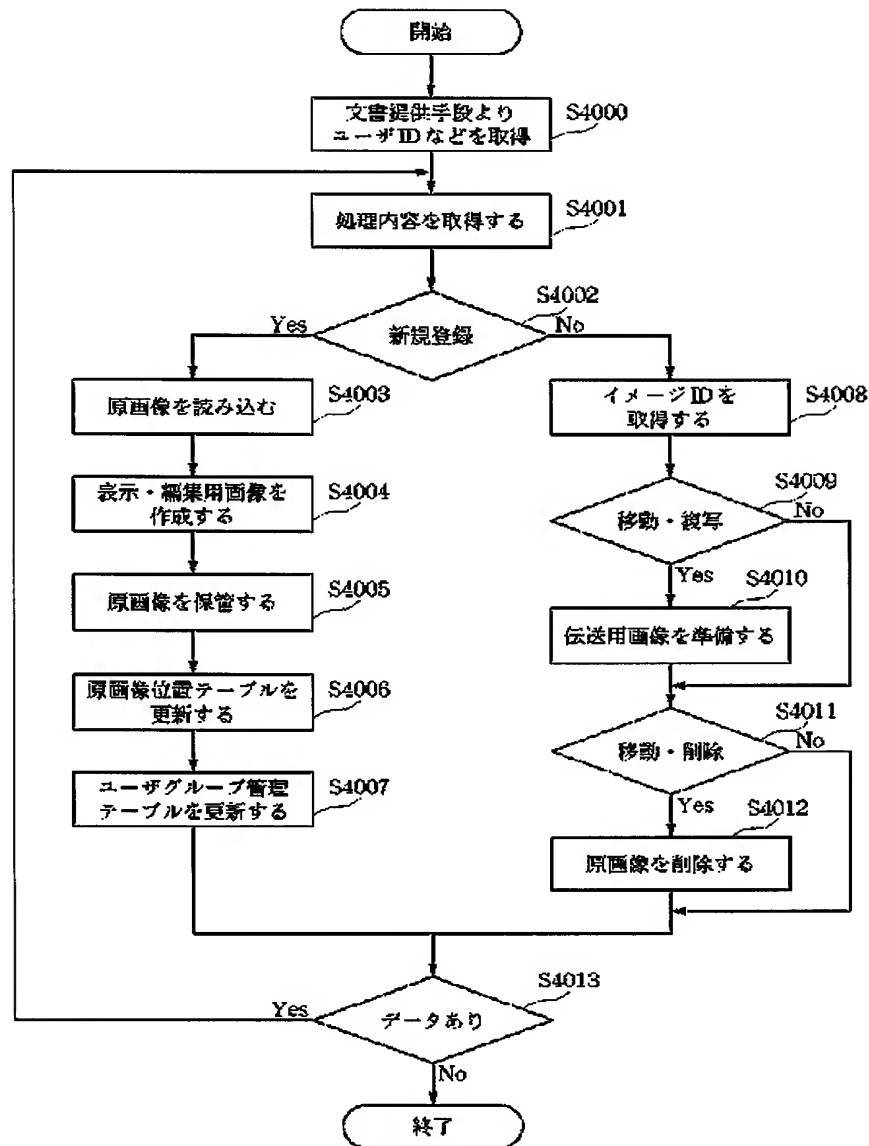 開始
文書提供手段より
ユーザIDなどを取得
S4000
処理内容を取得する
S4001
S4002
Yes
新規登録
No
原画像を読み込む
S4003
イメージIDを
取得する
S4008
表示・編集用画像を
作成する
S4004
S4009
移動・複写
No
Yes
原画像を保管する
S4005
S4010
伝送用画像を準備する
原画像位置テーブルを
更新する
S4006
S4011
移動・削除
No
Yes
ユーザグループ管理
テーブルを更新する
S4007
S4012
原画像を削除する
S4013
Yes
データあり
No
終了